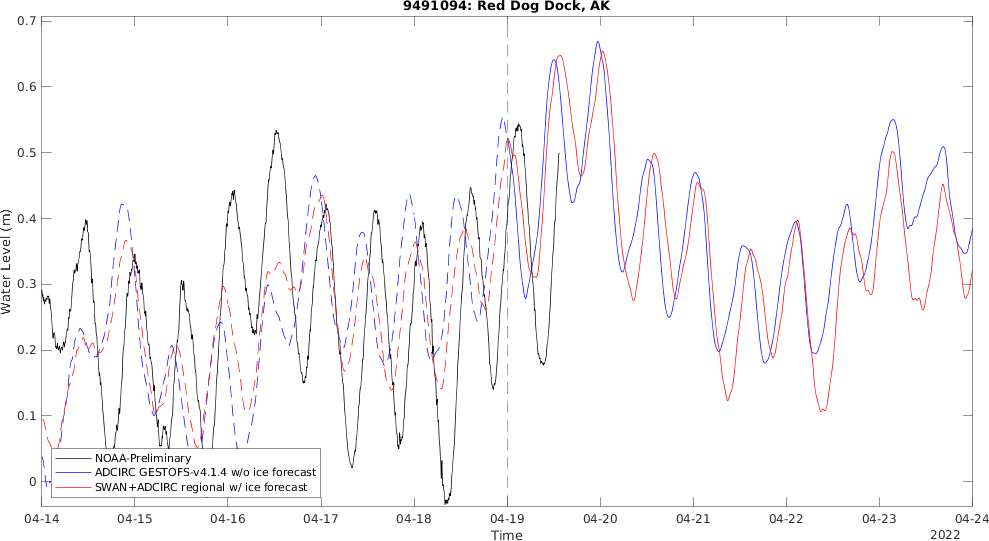 9491094: Red Dog Dock, AK
0.7
0.6
0.5
0.4
0.3
0.2
0.1
0
Water Level (m)
NOAA-Preliminary
ADCIRC GESTOFS-v4.1.4 w/o ice forecast
SWAN+ADCIRC regional w/ ice forecast
04-14 04-15 04-16 04-17 04-18 04-19 04-20 04-21 04-22 04-23 04-24
Time
2022